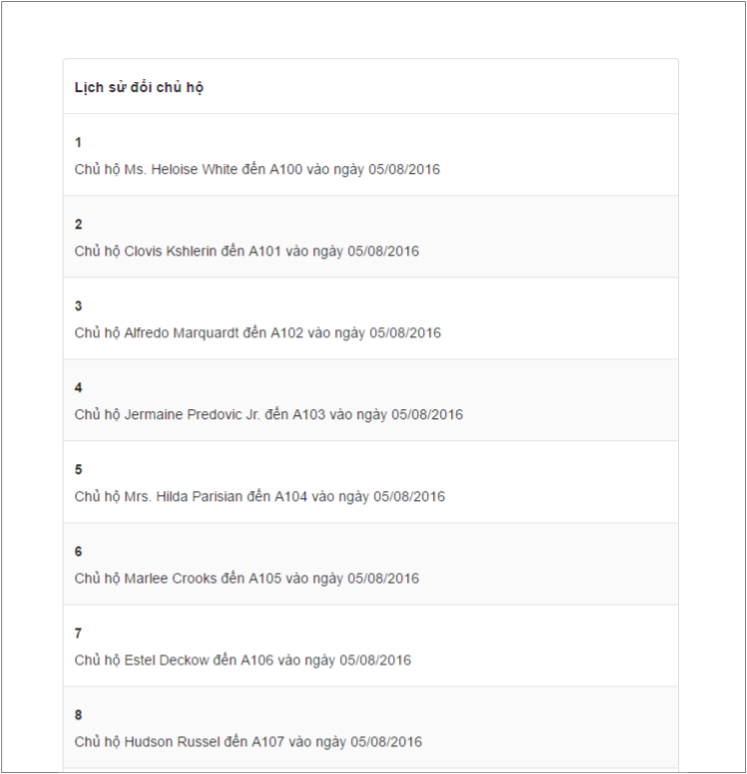 Lịch sử đổi chủ hộ
1
Chủ hộ Ms. Heloise White đến A100 vào ngày 05/08/2016
2
Chủ hộ Clovis Kshlerin đến A101 vào ngày 05/08/2016
3
Chủ hộ Alfredo Marquardt đến A102 vào ngày 05/08/2016
4
Chủ hộ Jermaine Predovic Jr. đến A103 vào ngày 05/08/2016
5
Chủ hộ Mrs. Hilda Parisian đến A104 vào ngày 05/08/2016
6
Chủ hộ Marlee Crooks đến A105 vào ngày 05/08/2016
7
Chủ hộ Estel Deckow đến A106 vào ngày 05/08/2016
8
Chủ hộ Hudson Russel đến A107 vào ngày 05/08/2016